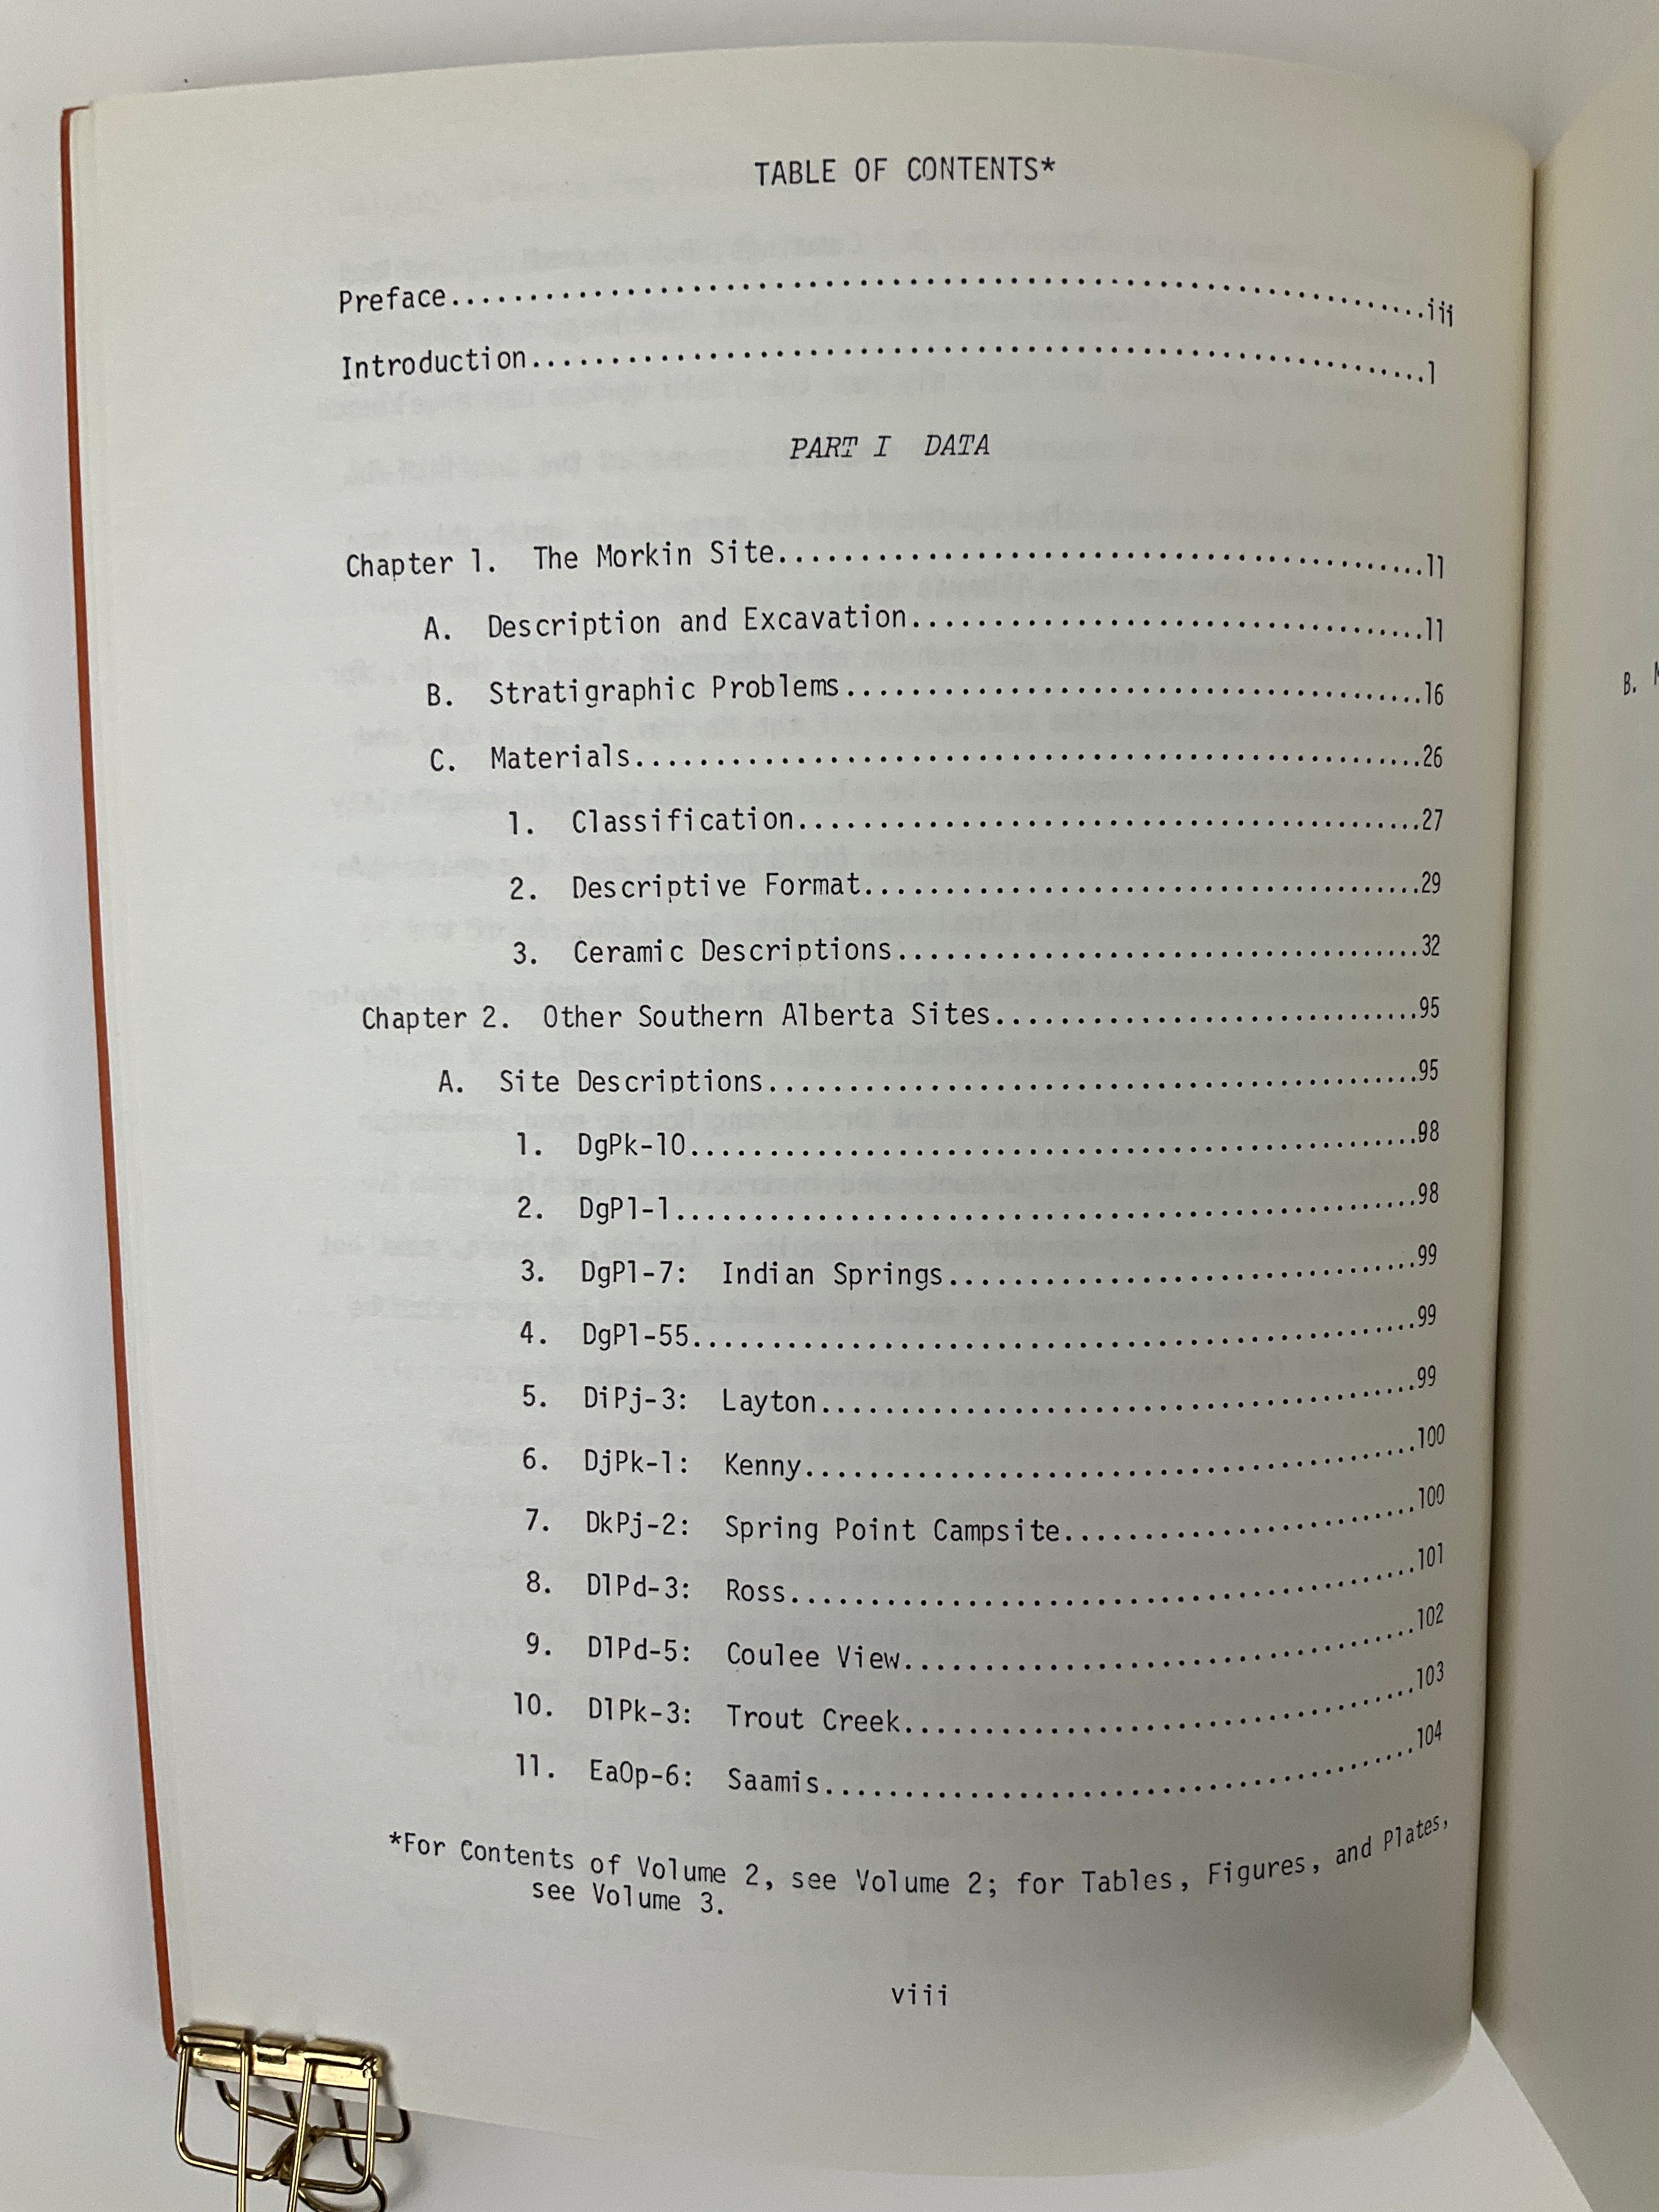 TABLE OF CONTENTS*
Preface..........iii
Introduction..........1
PART I DATA
Chapter 1. The Morkin Site..........11
A. Description and Excavation..........11
B. Stratigraphic Problems..........16
C. Materials..........26
1. Classification..........27
2. Descriptive Format..........29
3. Ceramic Descriptions..........32
Chapter 2. Other Southern Alberta Sites..........95
A. Site Descriptions..........95
1. DgPk-10..........98
2. DgPl-1..........98
3. DgPl-7: Indian Springs..........99
4. DgPl-55..........99
5. DiPj-3: Layton..........99
6. DjPk-1: Kenny..........100
7. DkPj-2: Spring Point Campsite..........100
8. DlPd-3: Ross..........101
9. DlPd-5: Coulee View..........102
10. DlPk-3: Trout Creek..........103
11. EaOp-6: Saamis..........104
*For Contents of Volume 2, see Volume 2; for Tables, Figures, and Plates,
see Volume 3.
viii
B.